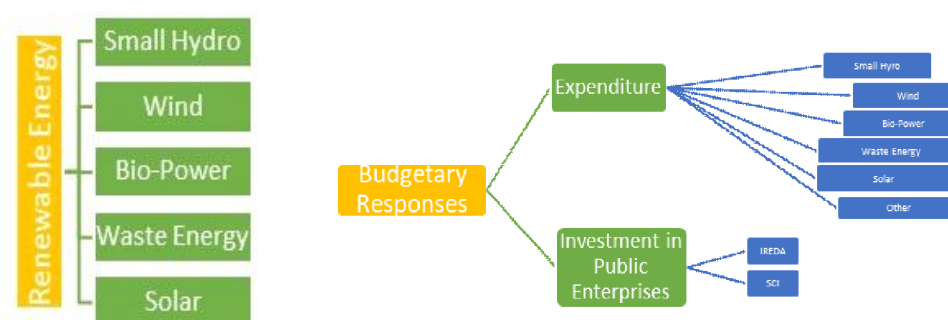 Renewable Energy
Small Hydro
Wind
Bio-Power
Waste Energy
Solar
Budgetary
Responses
Expenditure
Small Hyro
Wind
Bio-Power
Waste Energy
Solar
Other
Investment in
Public
Enterprises
IREDA
SCI